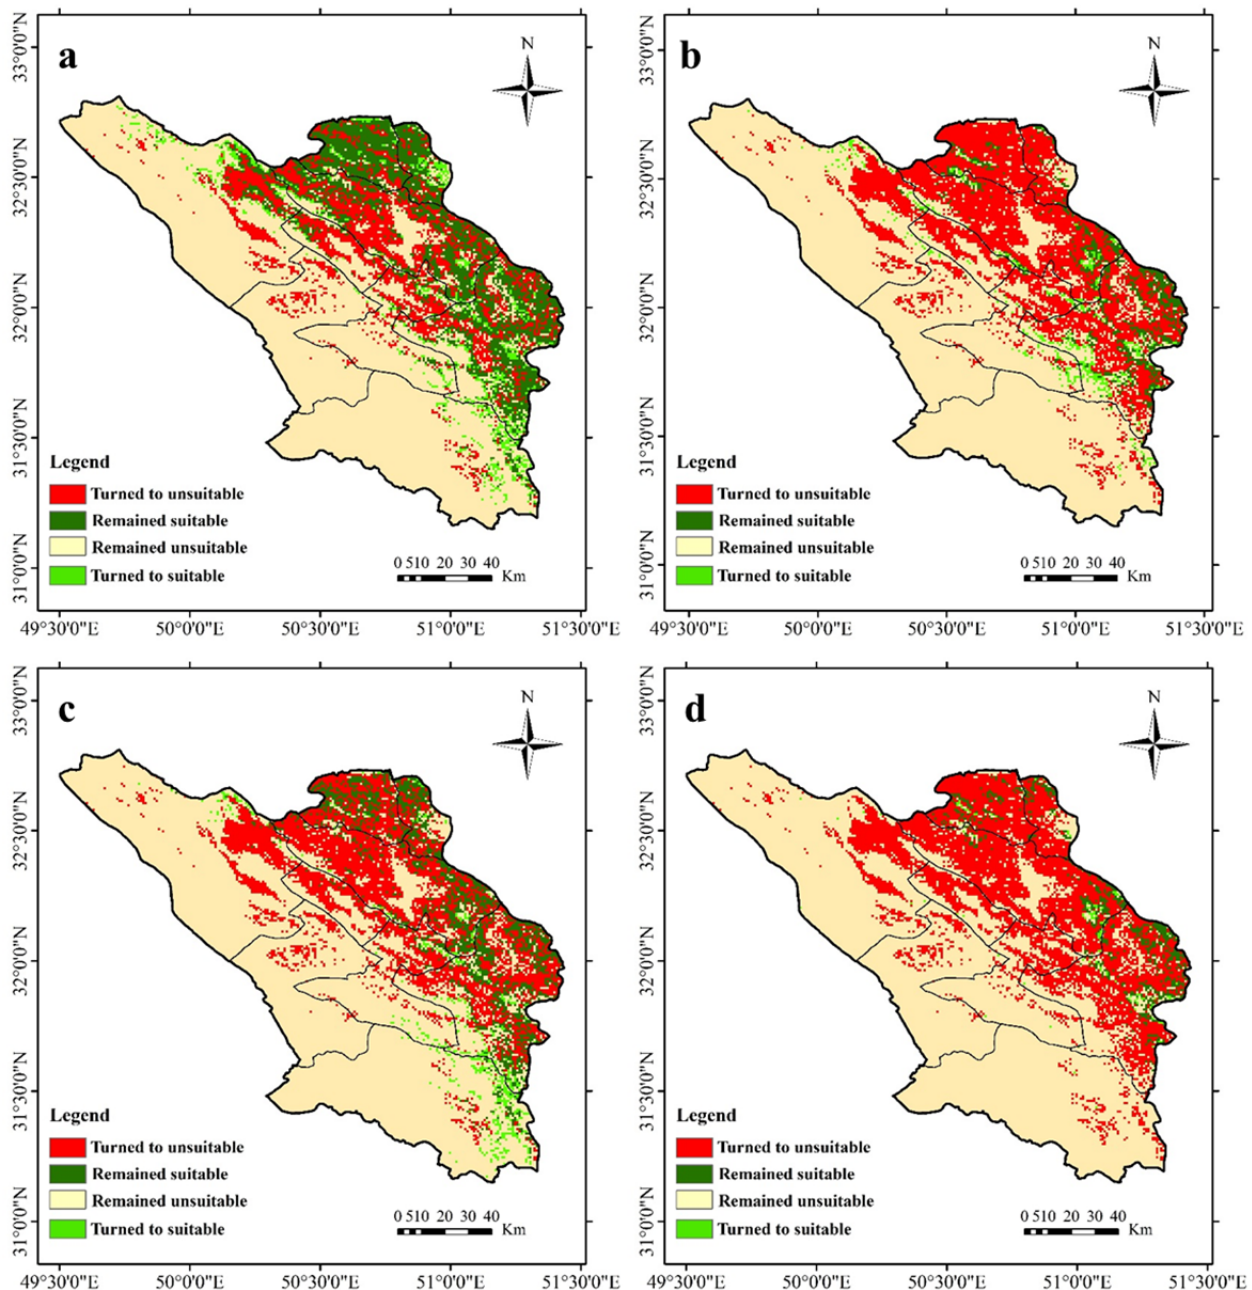 a
N
33°0'0"N
32°30'0"N
32°0'0"N
31°30'0"N
31°0'0"N
Legend
Turned to unsuitable
Remained suitable
Remained unsuitable
Turned to suitable
0 510 20 30 40
Km
49°30'0"E 50°0'0"E 50°30'0"E 51°0'0"E 51°30'0"E
b
N
33°0'0"N
32°30'0"N
32°0'0"N
31°30'0"N
31°0'0"N
Legend
Turned to unsuitable
Remained suitable
Remained unsuitable
Turned to suitable
0 510 20 30 40
Km
49°30'0"E 50°0'0"E 50°30'0"E 51°0'0"E 51°30'0"E
c
N
33°0'0"N
32°30'0"N
32°0'0"N
31°30'0"N
31°0'0"N
Legend
Turned to unsuitable
Remained suitable
Remained unsuitable
Turned to suitable
0 510 20 30 40
Km
49°30'0"E 50°0'0"E 50°30'0"E 51°0'0"E 51°30'0"E
d
N
33°0'0"N
32°30'0"N
32°0'0"N
31°30'0"N
31°0'0"N
Legend
Turned to unsuitable
Remained suitable
Remained unsuitable
Turned to suitable
0 510 20 30 40
Km
49°30'0"E 50°0'0"E 50°30'0"E 51°0'0"E 51°30'0"E